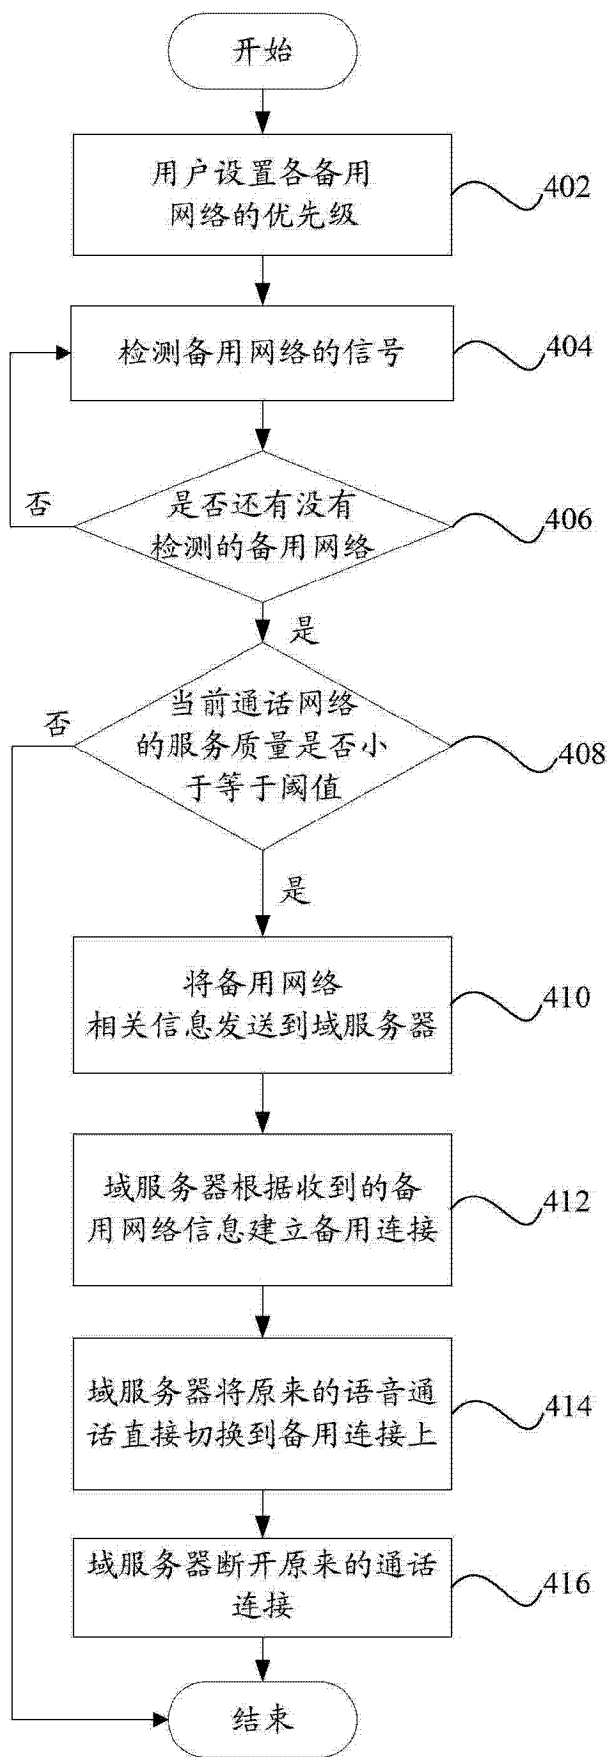 开始
用户设置各备用
网络的优先级
402
检测备用网络的信号
404
否
是否还有没有
检测的备用网络
406
是
否
当前通话网络
的服务质量是否小
于等于阈值
408
是
将备用网络
相关信息发送到域服务器
410
域服务器根据收到的备
用网络信息建立备用连接
412
域服务器将原来的语音通
话直接切换到备用连接上
414
域服务器断开原来的通话
连接
416
结束